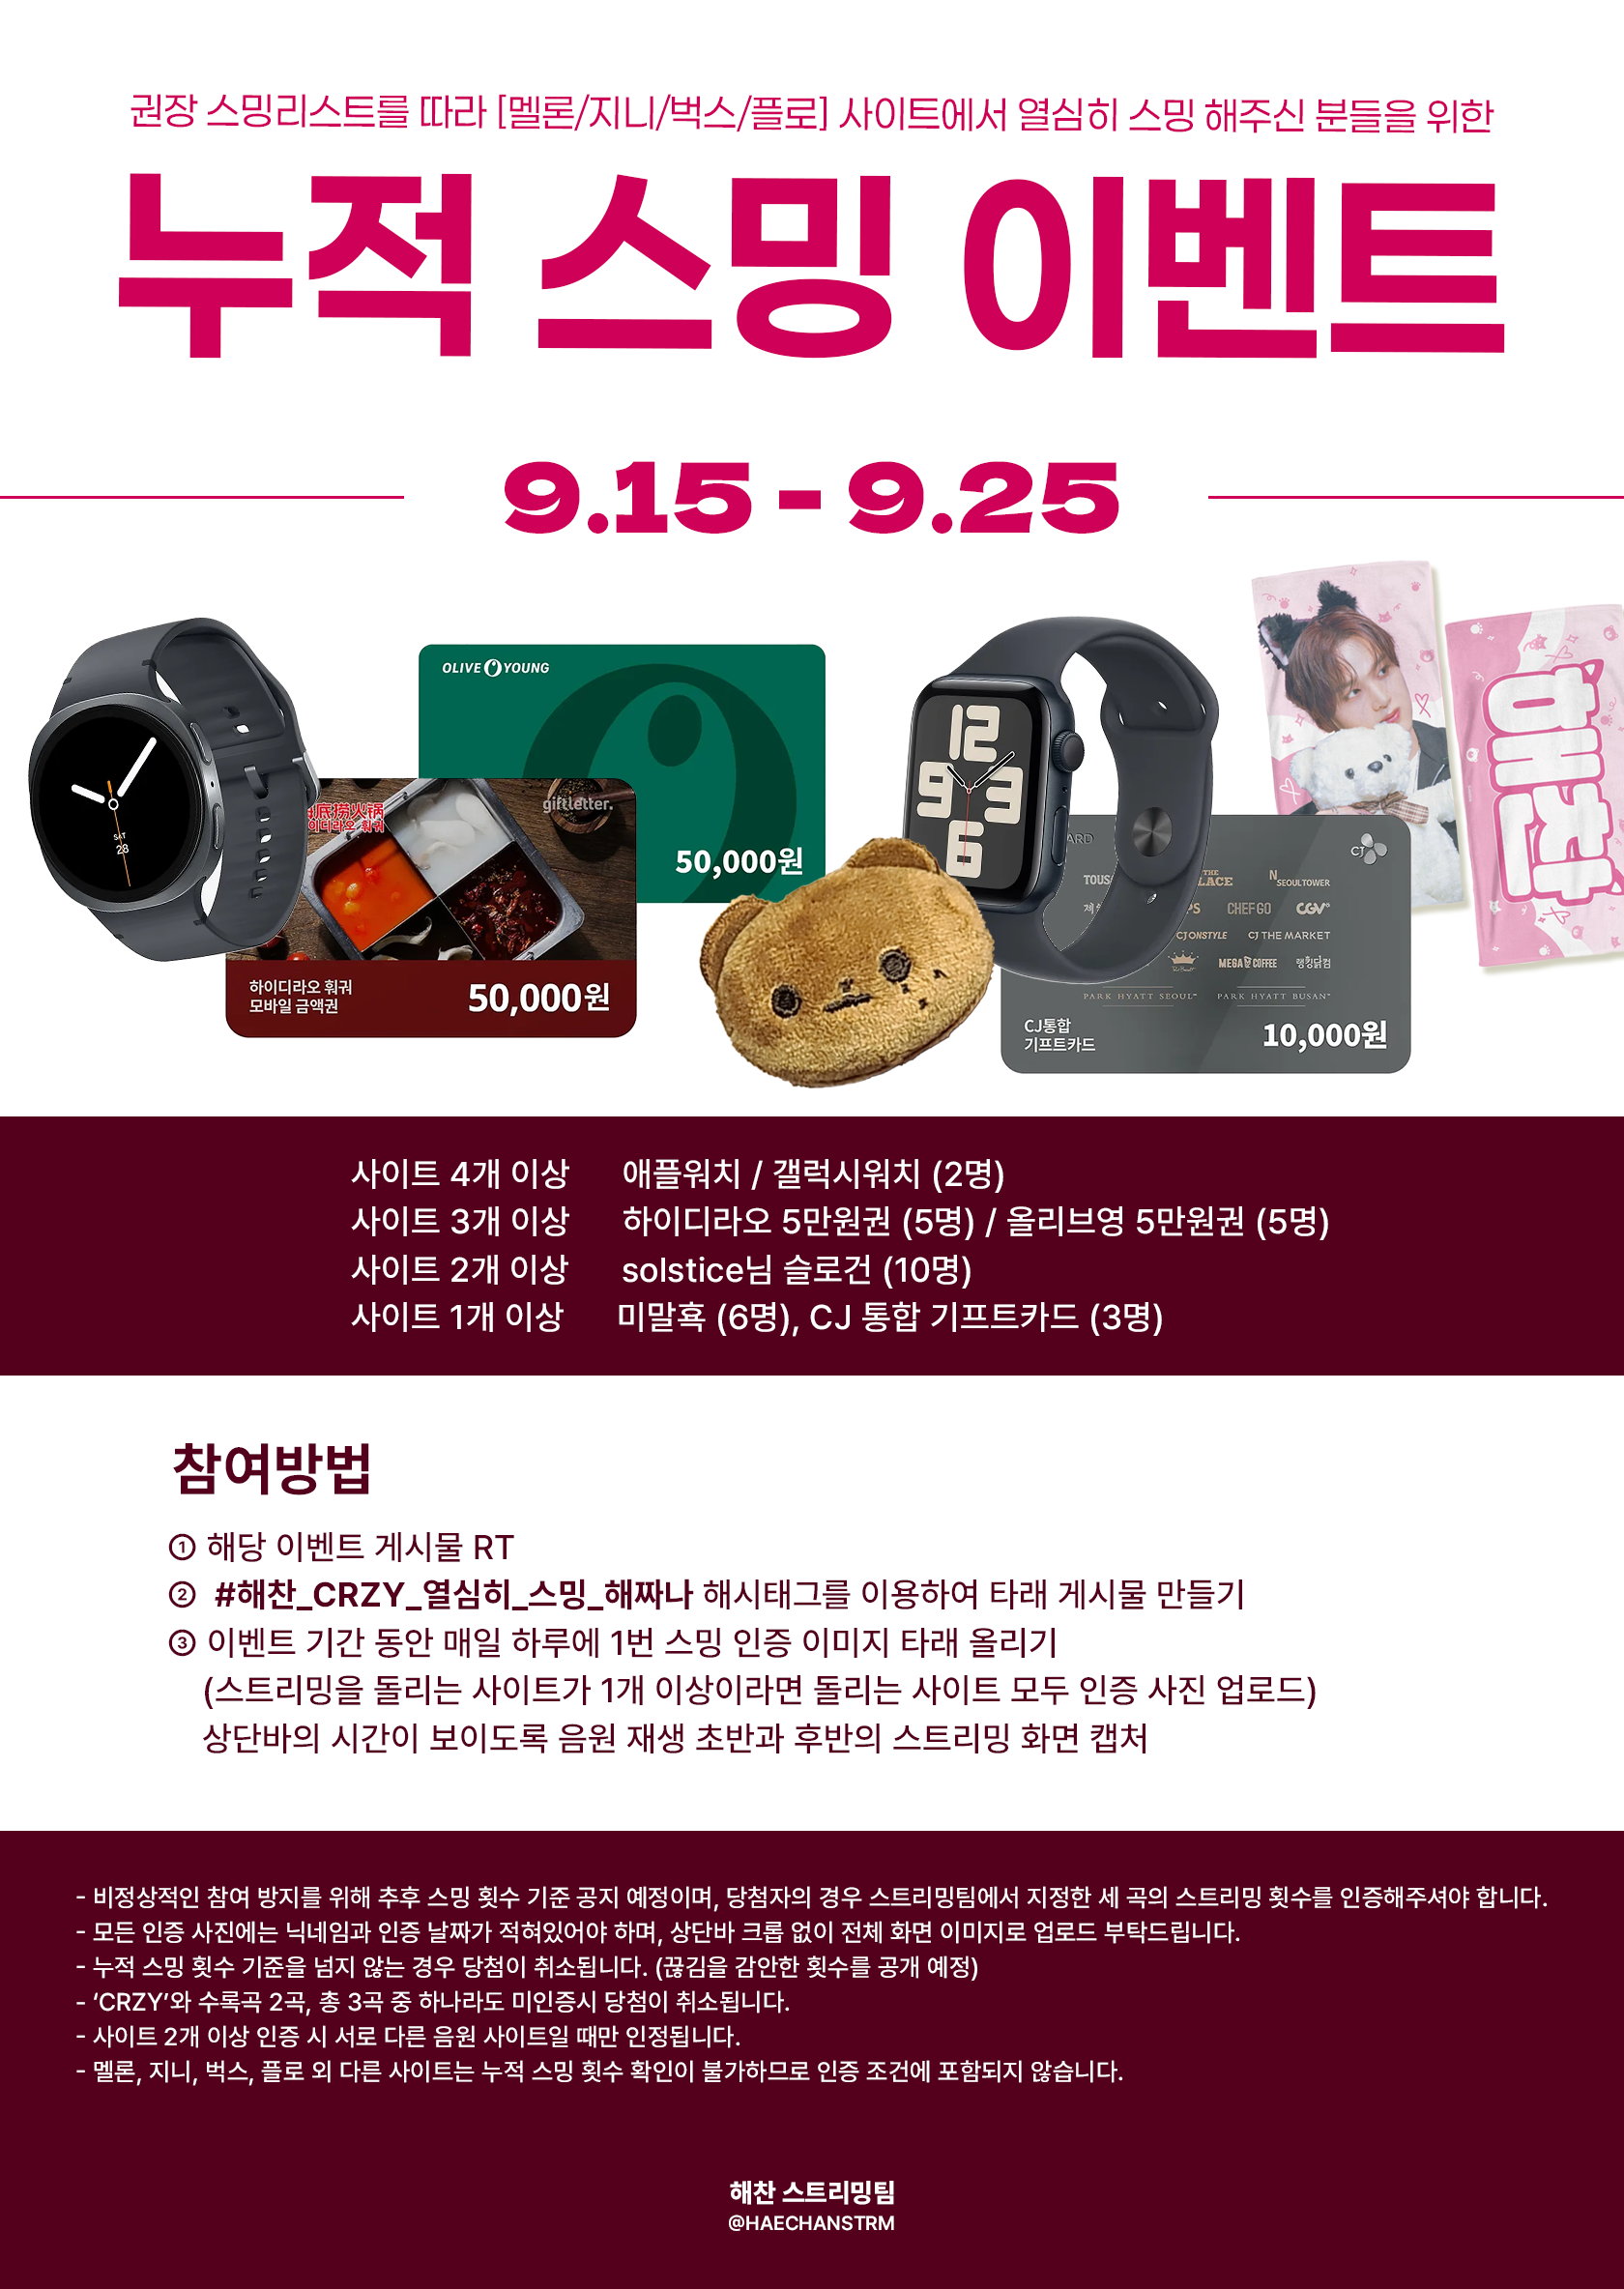 권장 스밍리스트를 따라 [멜론/지니/벅스/플로] 사이트에서 열심히 스밍 해주신 분들을 위한
누적 스밍 이벤트
9.15 - 9.25
OLIVE YOUNG
50,000원
SAT
28
底捞火锅
이디라오 훠궈
giftletter.
하이디라오 훠궈
모바일 금액권
50,000원
12
9 3
6
해찬
ARD
CJ
TOUS
THE
LACE
N
SEOULTOWER
PS
CHEFGO
CGV
CJ ONSTYLE
CJ THE MARKET
MEGA COFFEE
랭킹닭컴
PARK HYATT SEOUL
PARK HYATT BUSAN
CJ통합
기프트카드
10,000원
사이트 4개 이상 애플워치 / 갤럭시워치 (2명)
사이트 3개 이상 하이디라오 5만원권 (5명) / 올리브영 5만원권 (5명)
사이트 2개 이상 solstice님 슬로건 (10명)
사이트 1개 이상 미말흑 (6명), CJ 통합 기프트카드 (3명)
참여방법
① 해당 이벤트 게시물 RT
② #해찬_CRZY_열심히_스밍_해짜나 해시태그를 이용하여 타래 게시물 만들기
③ 이벤트 기간 동안 매일 하루에 1번 스밍 인증 이미지 타래 올리기
(스트리밍을 돌리는 사이트가 1개 이상이라면 돌리는 사이트 모두 인증 사진 업로드)
상단바의 시간이 보이도록 음원 재생 초반과 후반의 스트리밍 화면 캡처
- 비정상적인 참여 방지를 위해 추후 스밍 횟수 기준 공지 예정이며, 당첨자의 경우 스트리밍팀에서 지정한 세 곡의 스트리밍 횟수를 인증해주셔야 합니다.
- 모든 인증 사진에는 닉네임과 인증 날짜가 적혀있어야 하며, 상단바 크롭 없이 전체 화면 이미지로 업로드 부탁드립니다.
- 누적 스밍 횟수 기준을 넘지 않는 경우 당첨이 취소됩니다. (끊김을 감안한 횟수를 공개 예정)
- ‘CRZY’와 수록곡 2곡, 총 3곡 중 하나라도 미인증시 당첨이 취소됩니다.
- 사이트 2개 이상 인증 시 서로 다른 음원 사이트일 때만 인정됩니다.
- 멜론, 지니, 벅스, 플로 외 다른 사이트는 누적 스밍 횟수 확인이 불가하므로 인증 조건에 포함되지 않습니다.
해찬 스트리밍팀
@HAECHANSTRM